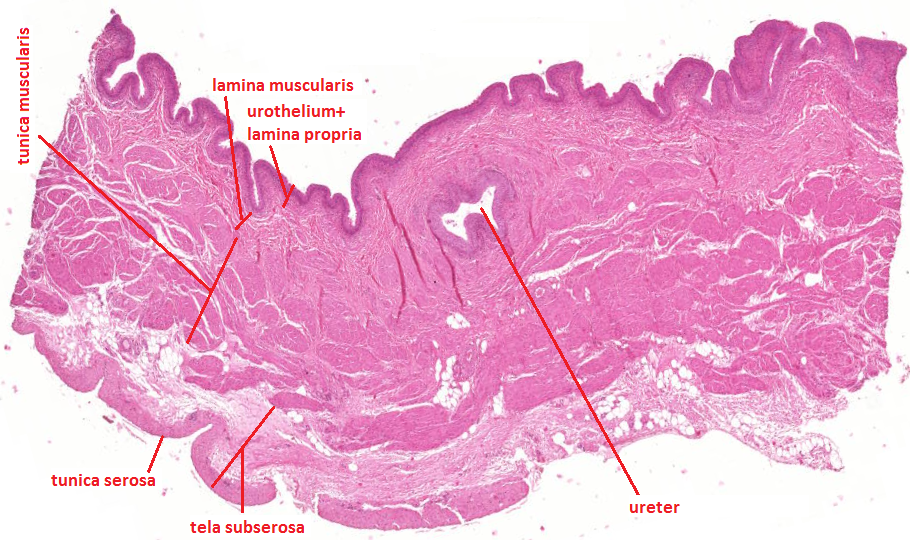 tunica muscularis
lamina muscularis
urothelium+
lamina propria
tunica serosa
tela subserosa
ureter